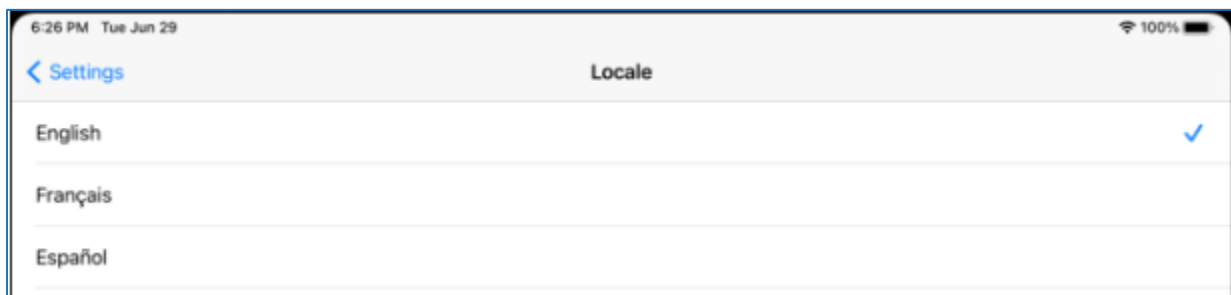 6:26 PM Tue Jun 29 100%
Settings Locale
English
Français
Español